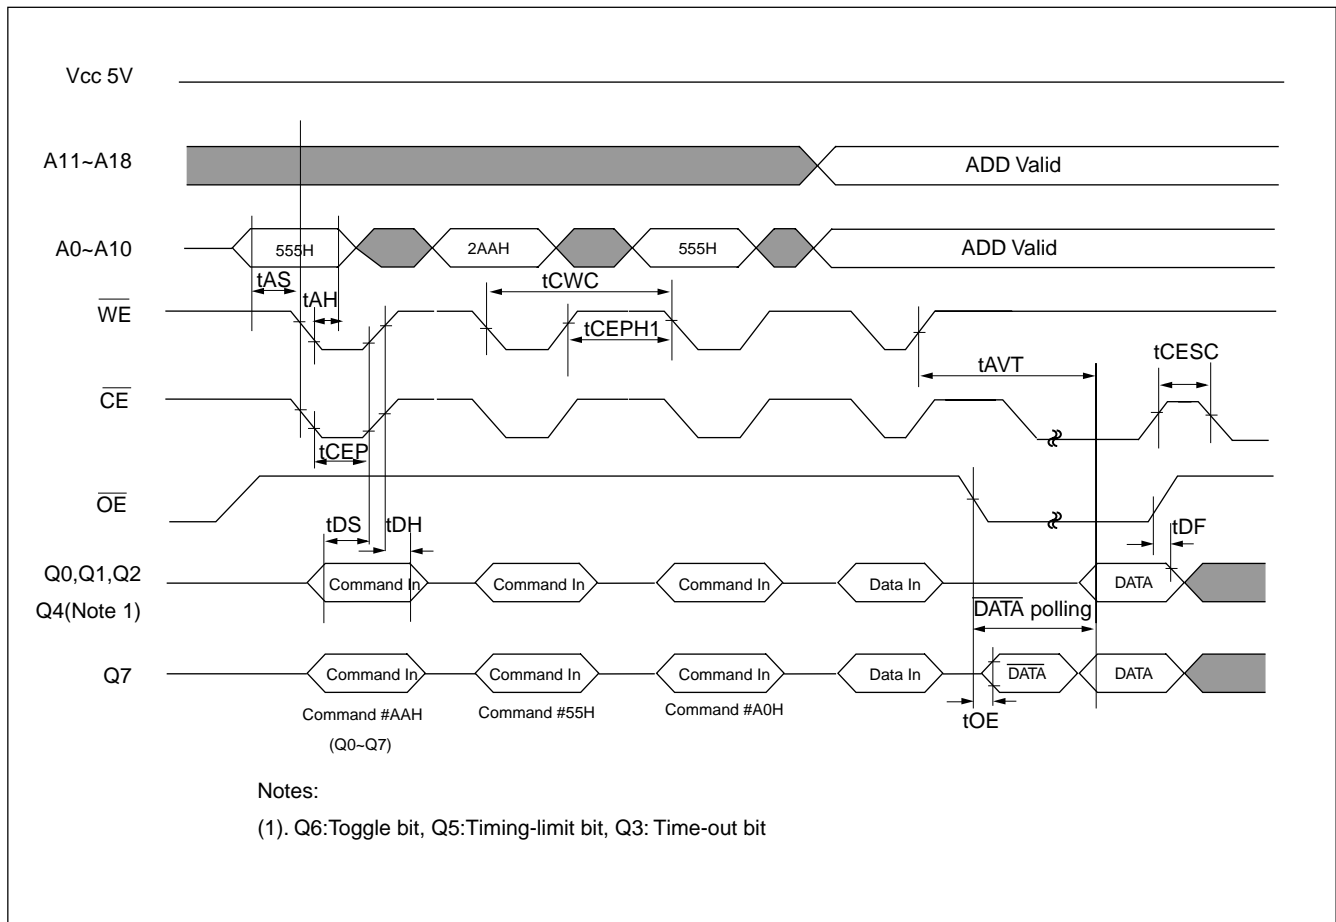 Vcc 5V
A11~A18
ADD Valid
A0~A10
555H
2AAH
555H
ADD Valid
tAS
tAH
tCWC
WE
tCEPH1
tAVT
tCESC
CE
tCEP
OE
tDS
tDH
tDF
Q0,Q1,Q2
Q4(Note 1)
Command In
Command In
Command In
Data In
DATA
DATA polling
Q7
Command In
Command In
Command In
Data In
DATA
DATA
Command #AAH
Command #55H
Command #A0H
tOE
(Q0~Q7)
Notes:
(1). Q6:Toggle bit, Q5:Timing-limit bit, Q3: Time-out bit